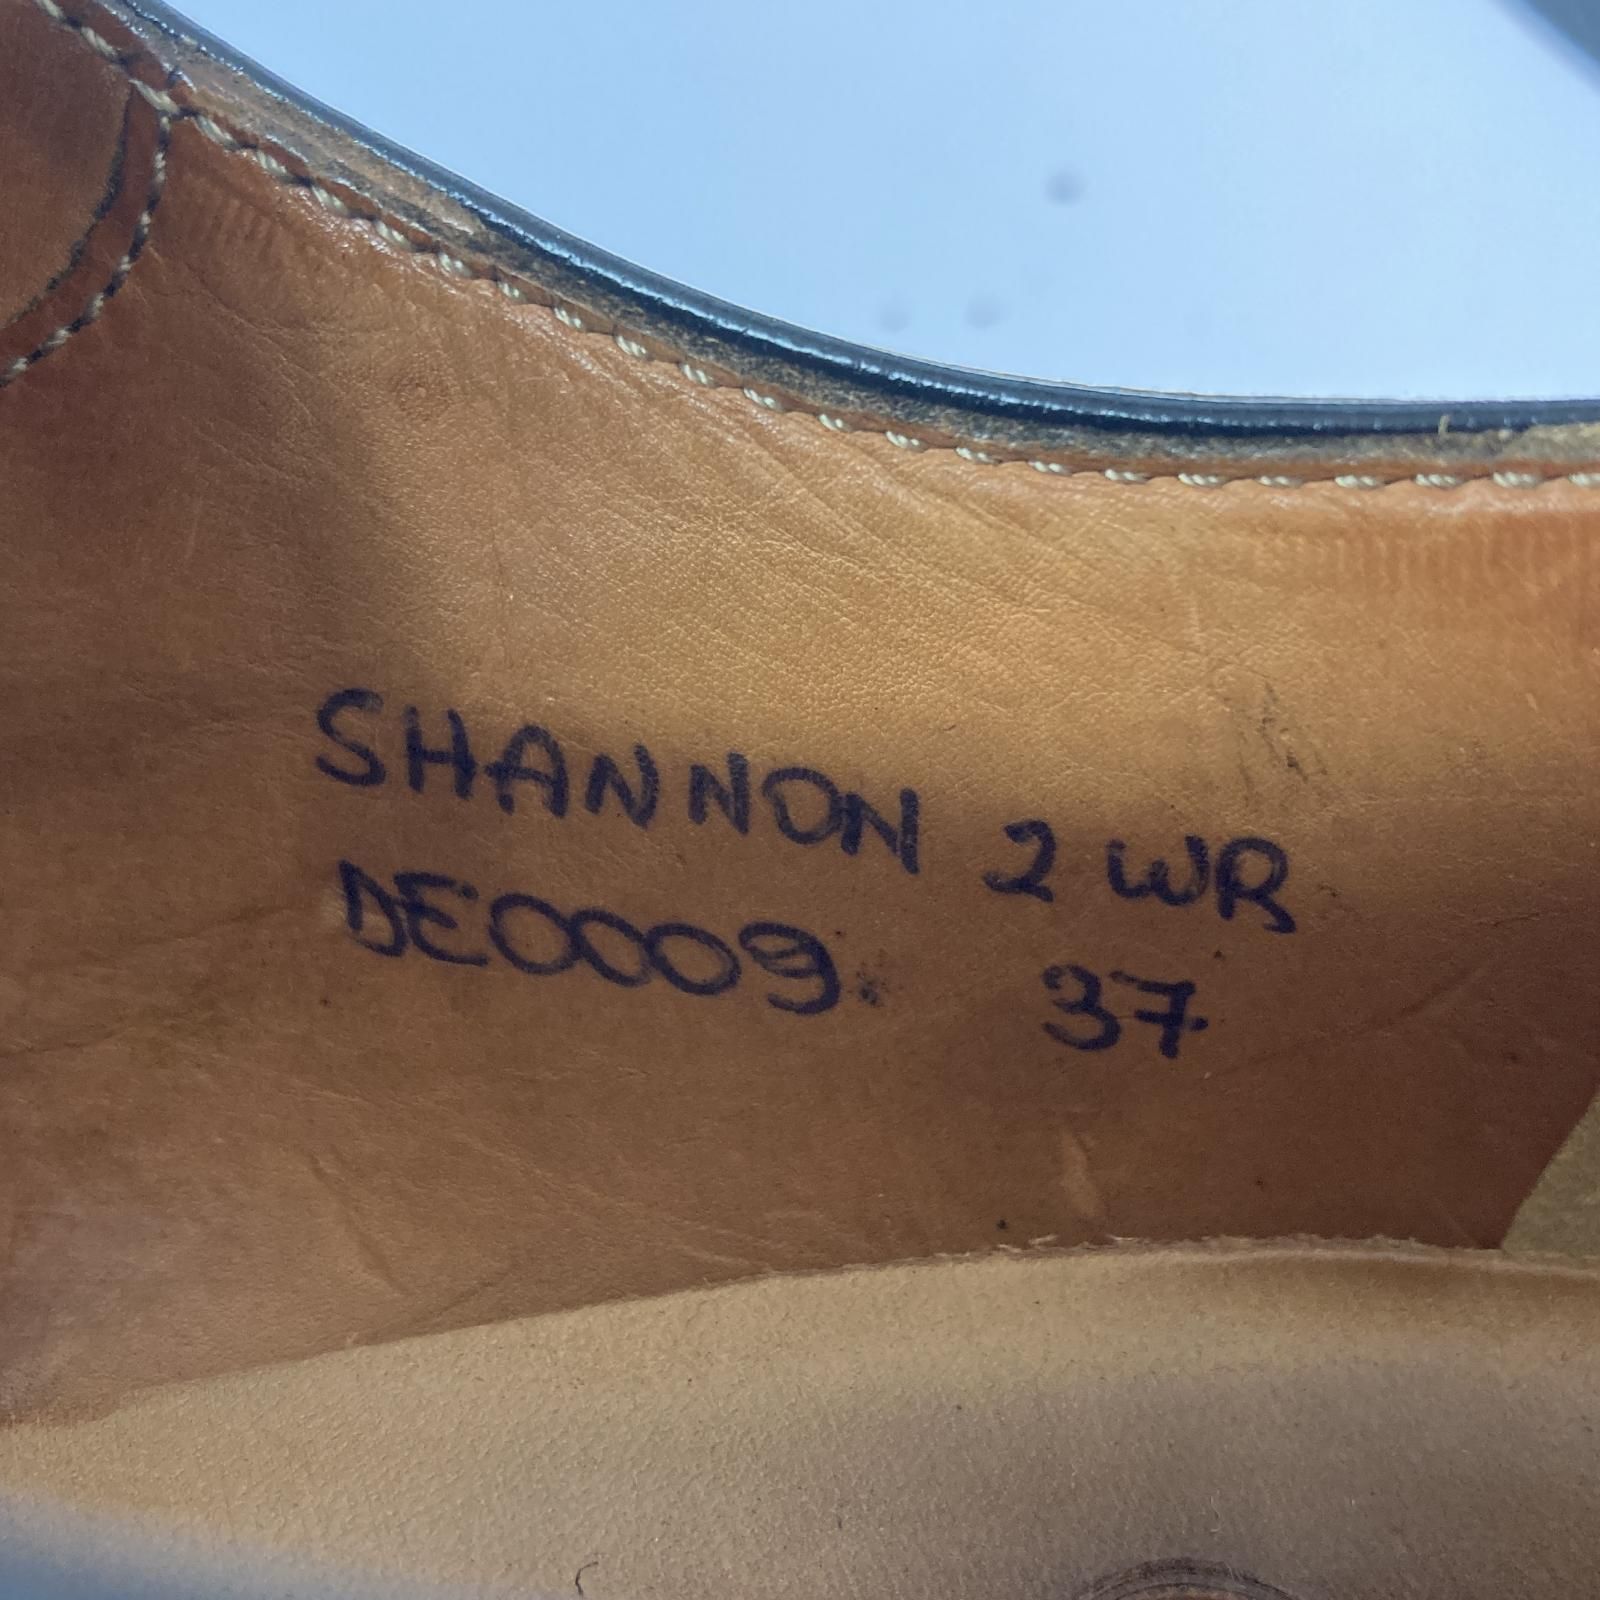 SHANNON 2 WR
DE0009 37